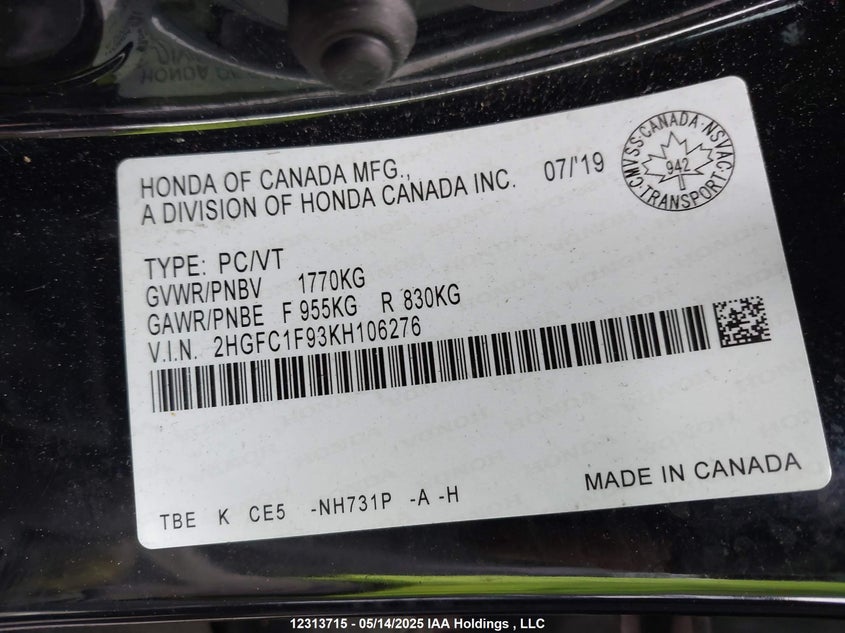 HONDA OF CANADA MFG.,
A DIVISION OF HONDA CANADA INC. 07/'19
CMVSS·CANADA·NSVAC·TRANSPORT·
942
TYPE: PC/VT
GVWR/PNBV 1770KG
GAWR/PNBE F 955KG R 830KG
V.I.N. 2HGFC1F93KH106276
MADE IN CANADA
TBE K CE5 -NH731P -A -H
12313715 - 05/14/2025 IAA Holdings , LLC